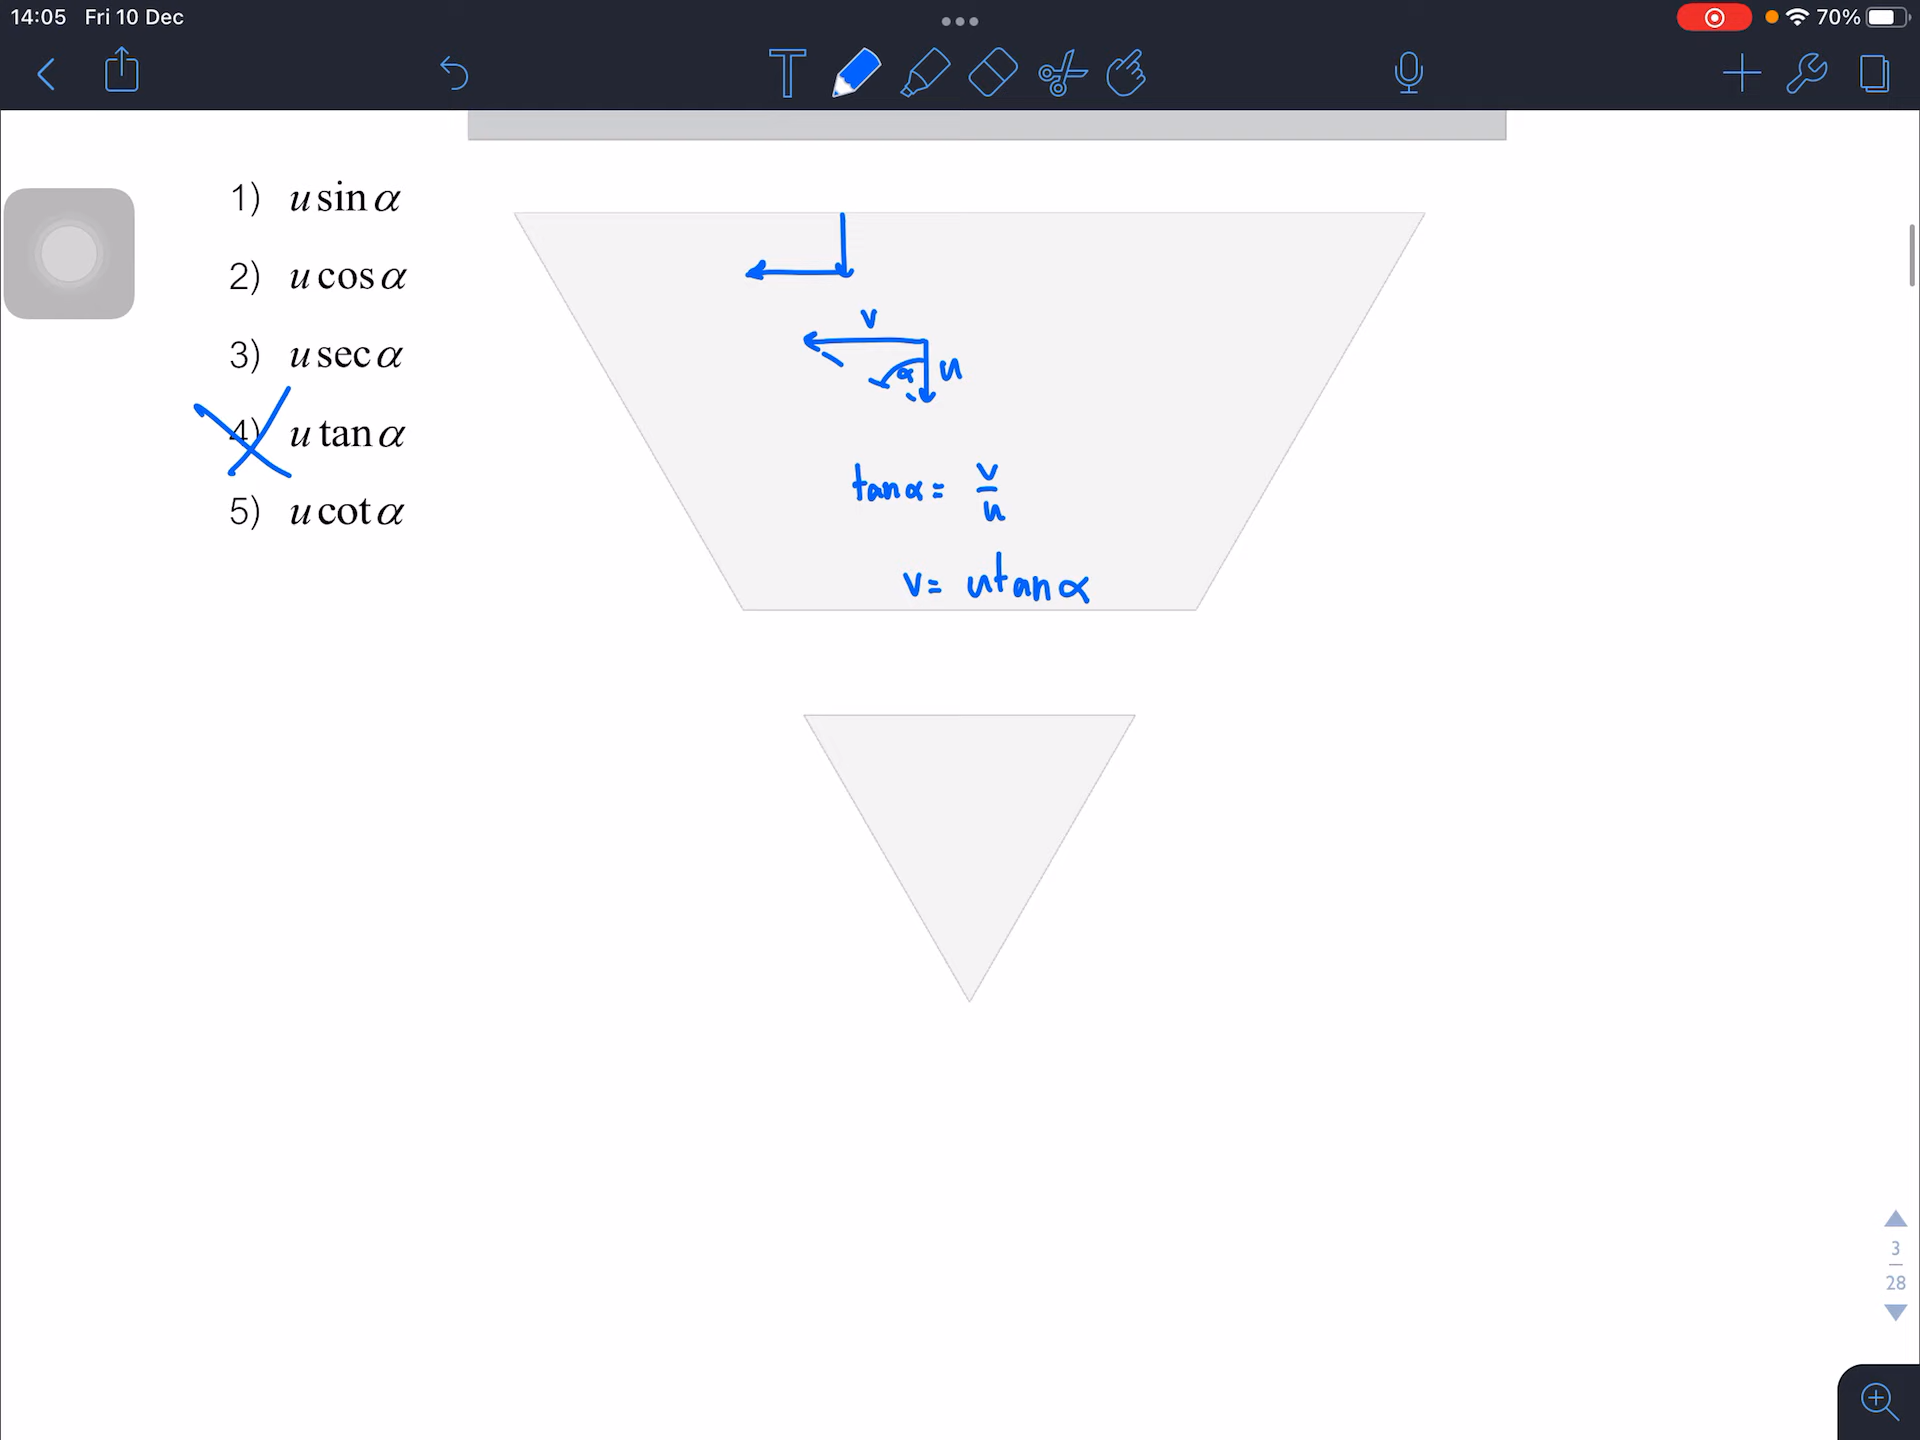 14:05 Fri 10 Dec
70%
1) u sin α
2) u cos α
3) u sec α
4) u tan α
5) u cot α
v
α u
tan α = v/u
v = u tan α
3
28